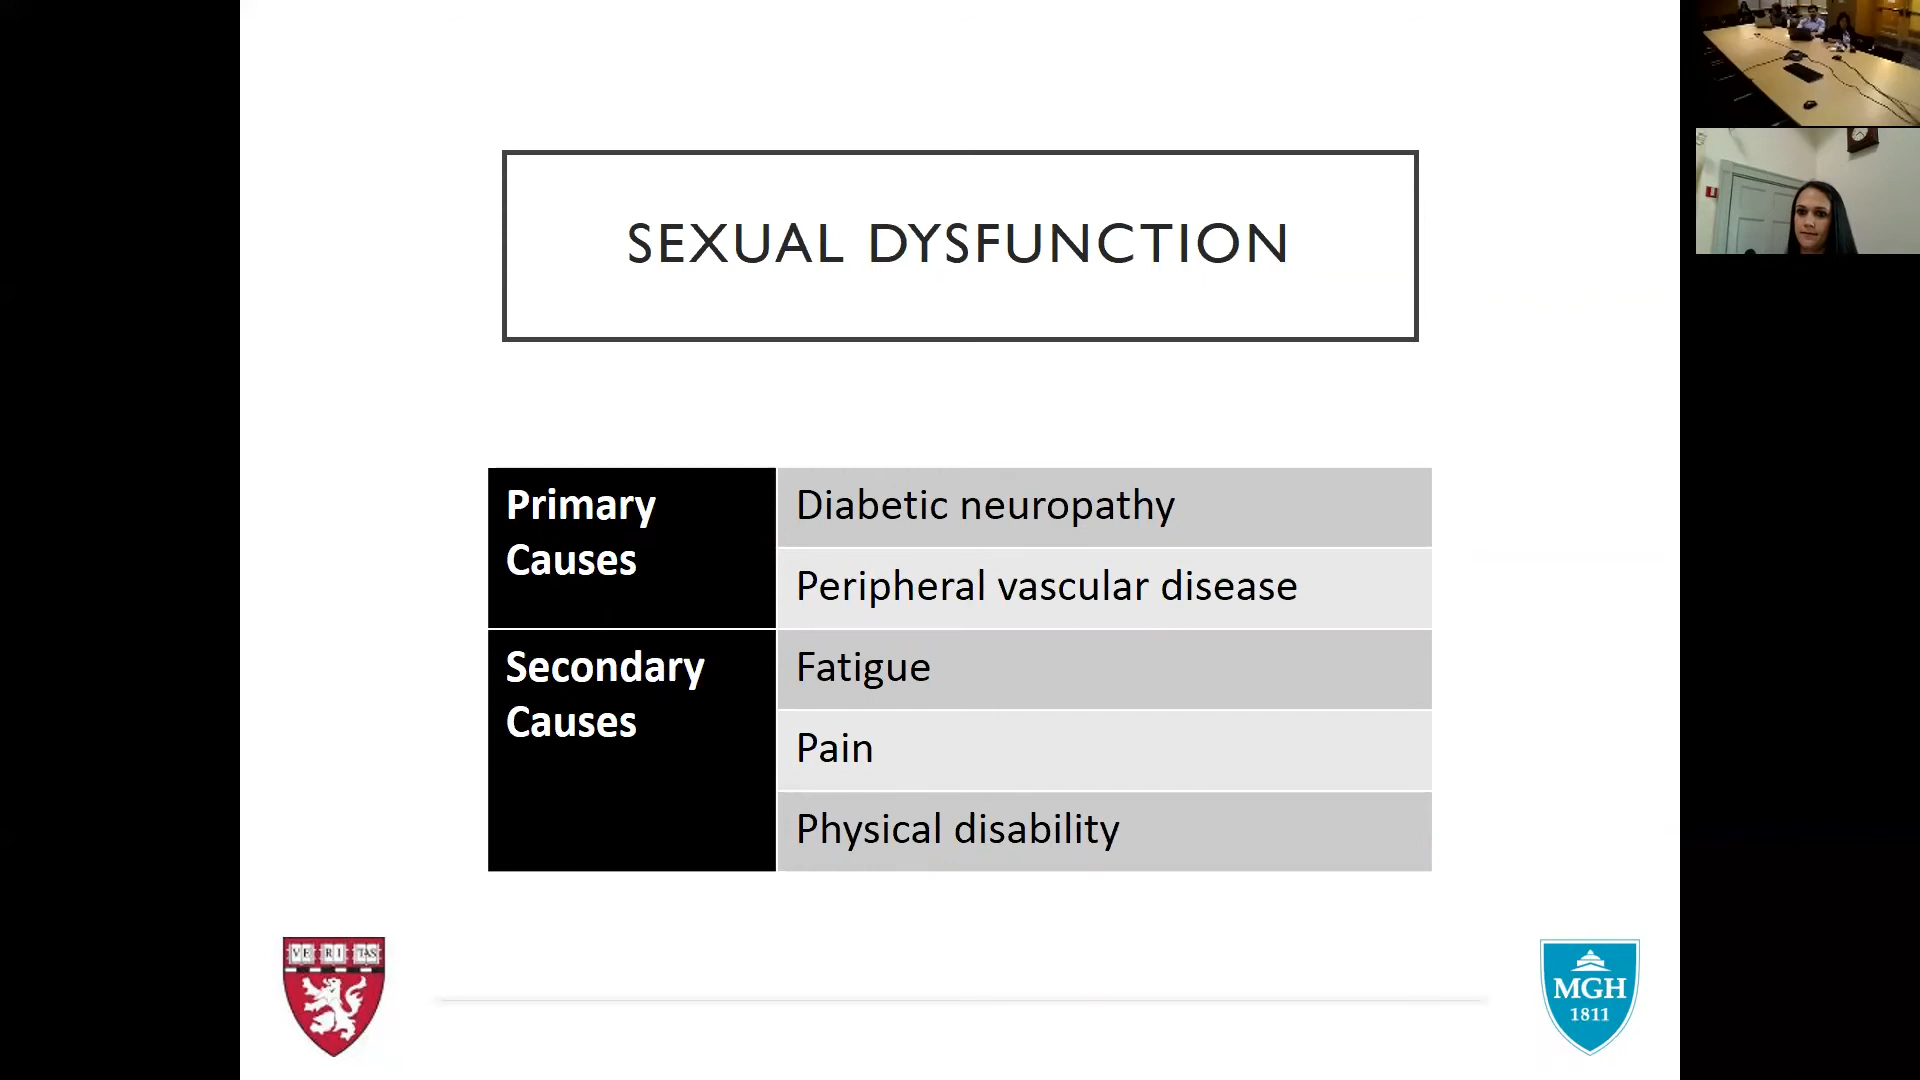 SEXUAL DYSFUNCTION
Primary
Causes
Diabetic neuropathy
Peripheral vascular disease
Secondary
Causes
Fatigue
Pain
Physical disability
VE RI TAS
MGH
1811